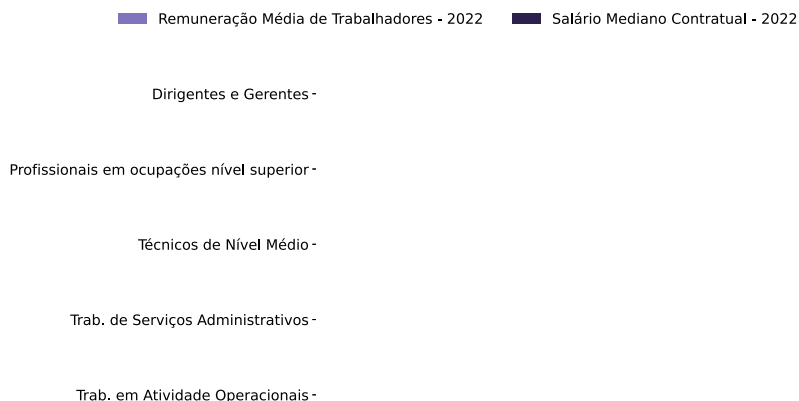 Remuneração Média de Trabalhadores - 2022 Salário Mediano Contratual - 2022
Dirigentes e Gerentes
Profissionais em ocupações nível superior
Técnicos de Nível Médio
Trab. de Serviços Administrativos
Trab. em Atividade Operacionais